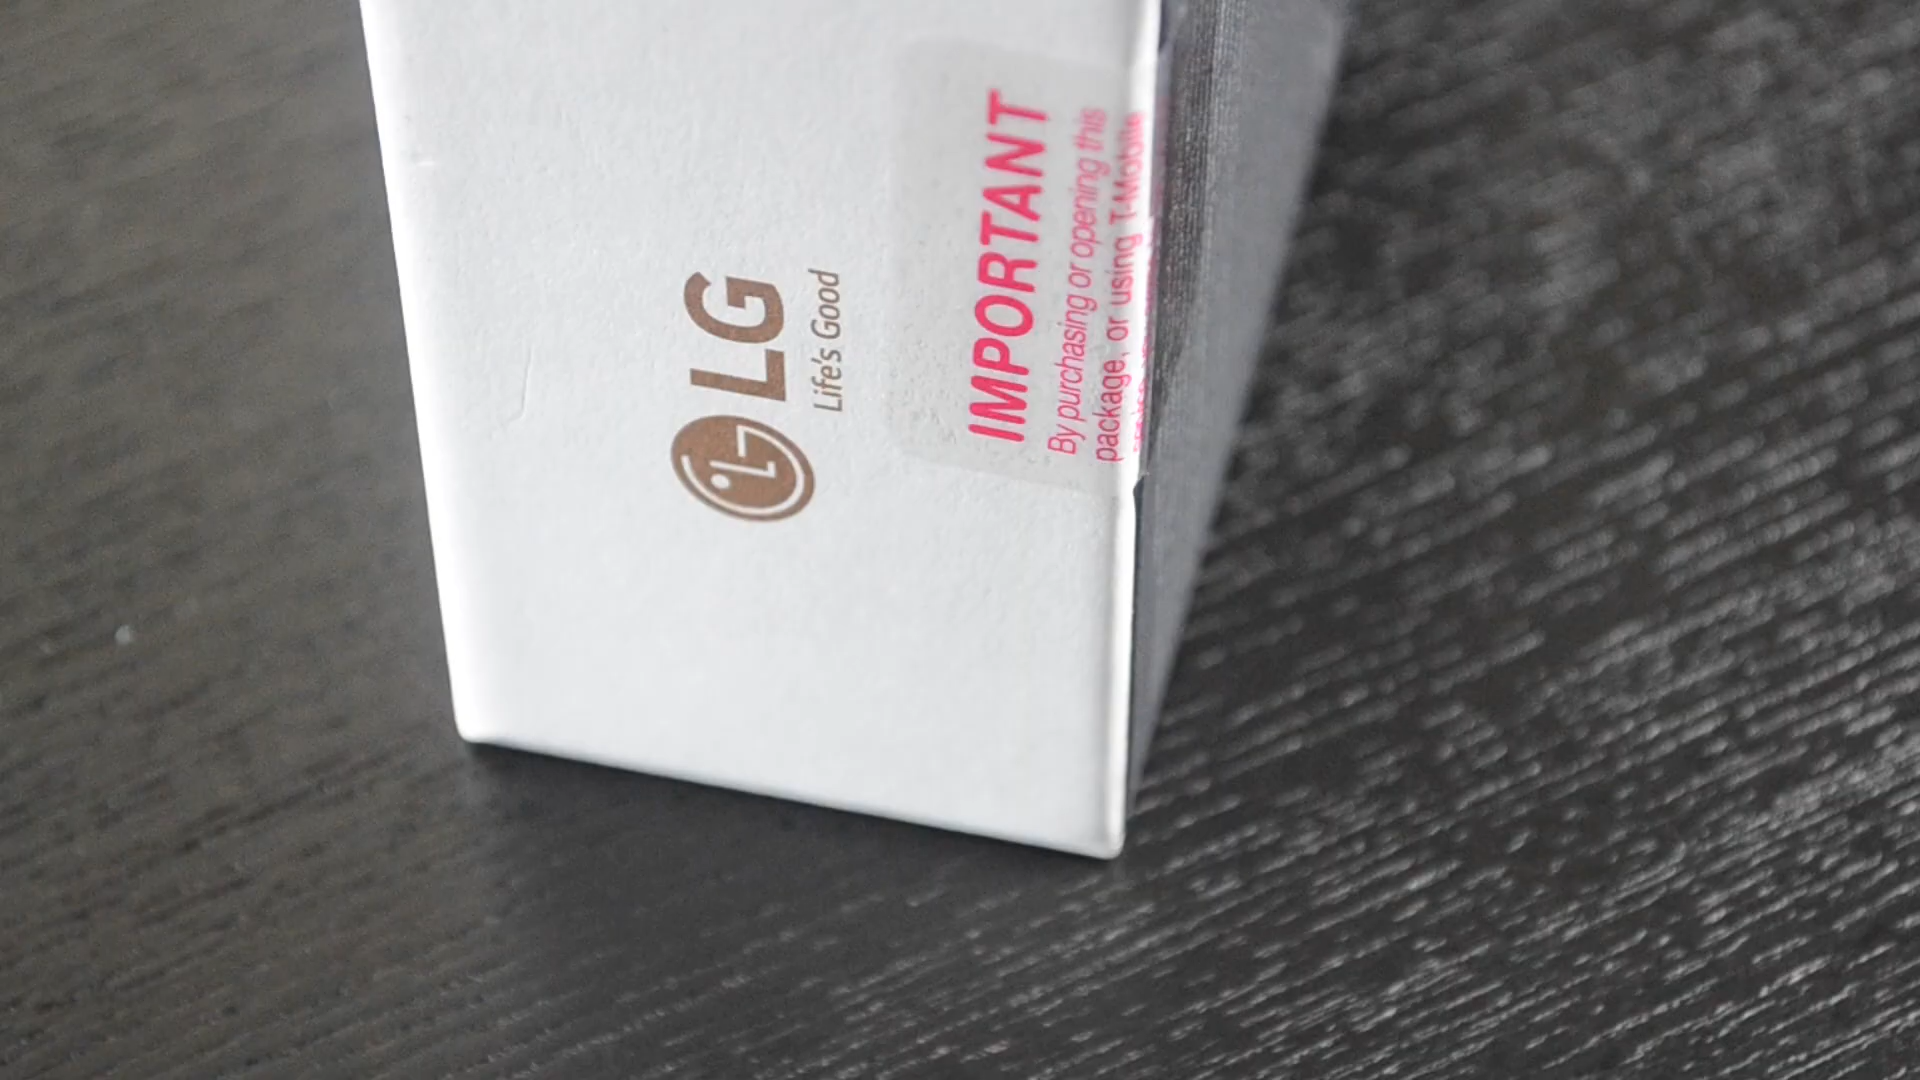 LG
Life's Good
IMPORTANT
By purchasing or opening this
package, or using T-Mobile